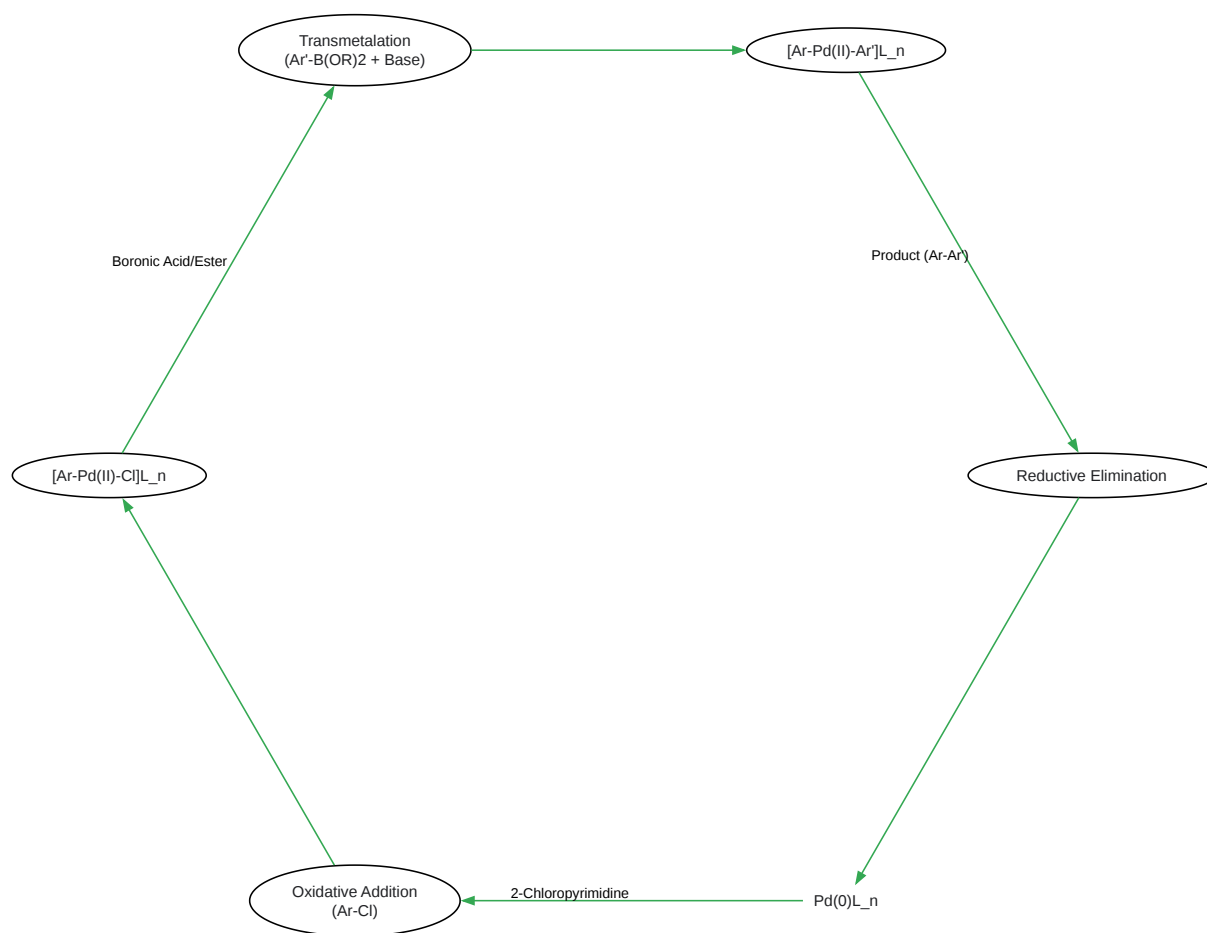 Transmetalation
(Ar'-B(OR)2 + Base)
[Ar-Pd(II)-Ar']L_n
Boronic Acid/Ester
Product (Ar-Ar')
[Ar-Pd(II)-Cl]L_n
Reductive Elimination
Oxidative Addition
(Ar-Cl)
2-Chloropyrimidine
Pd(0)L_n